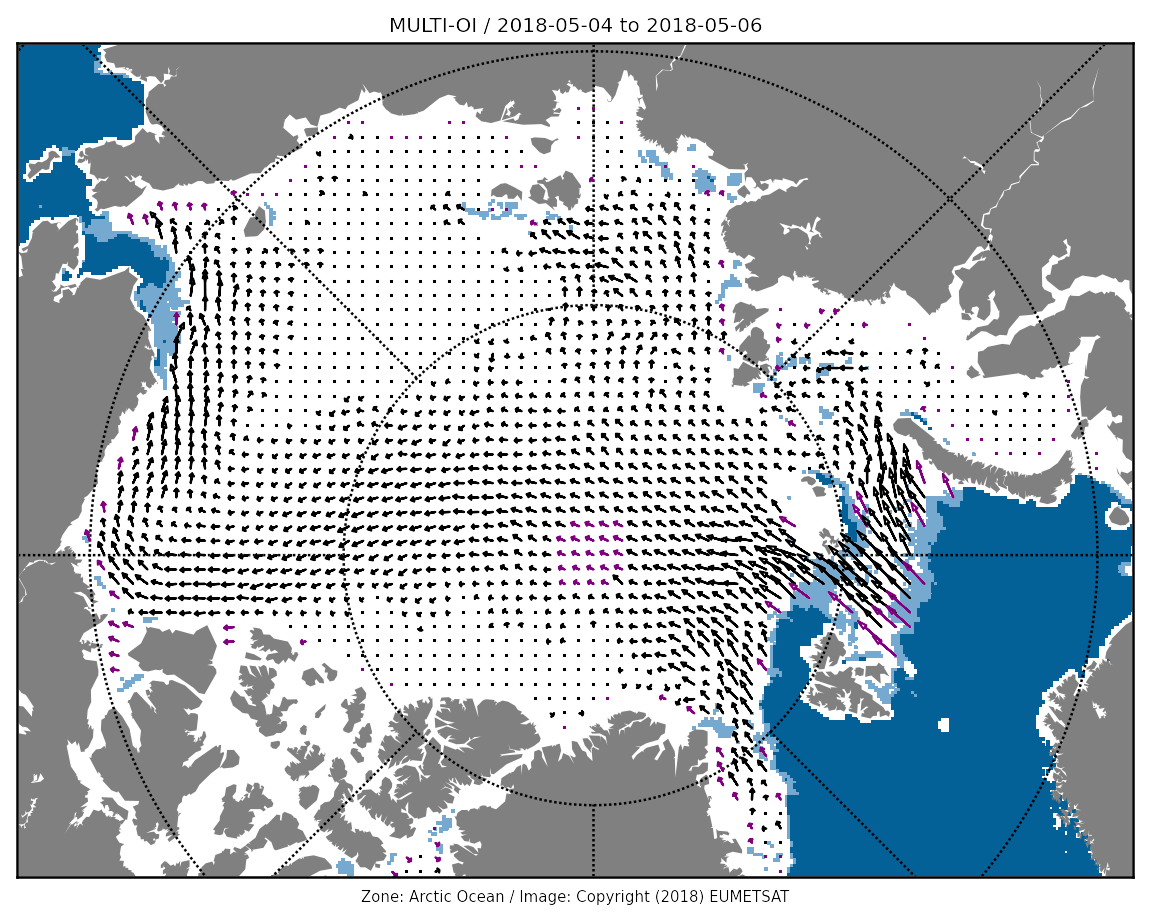 MULTI-OI / 2018-05-04 to 2018-05-06
Zone: Arctic Ocean / Image: Copyright (2018) EUMETSAT